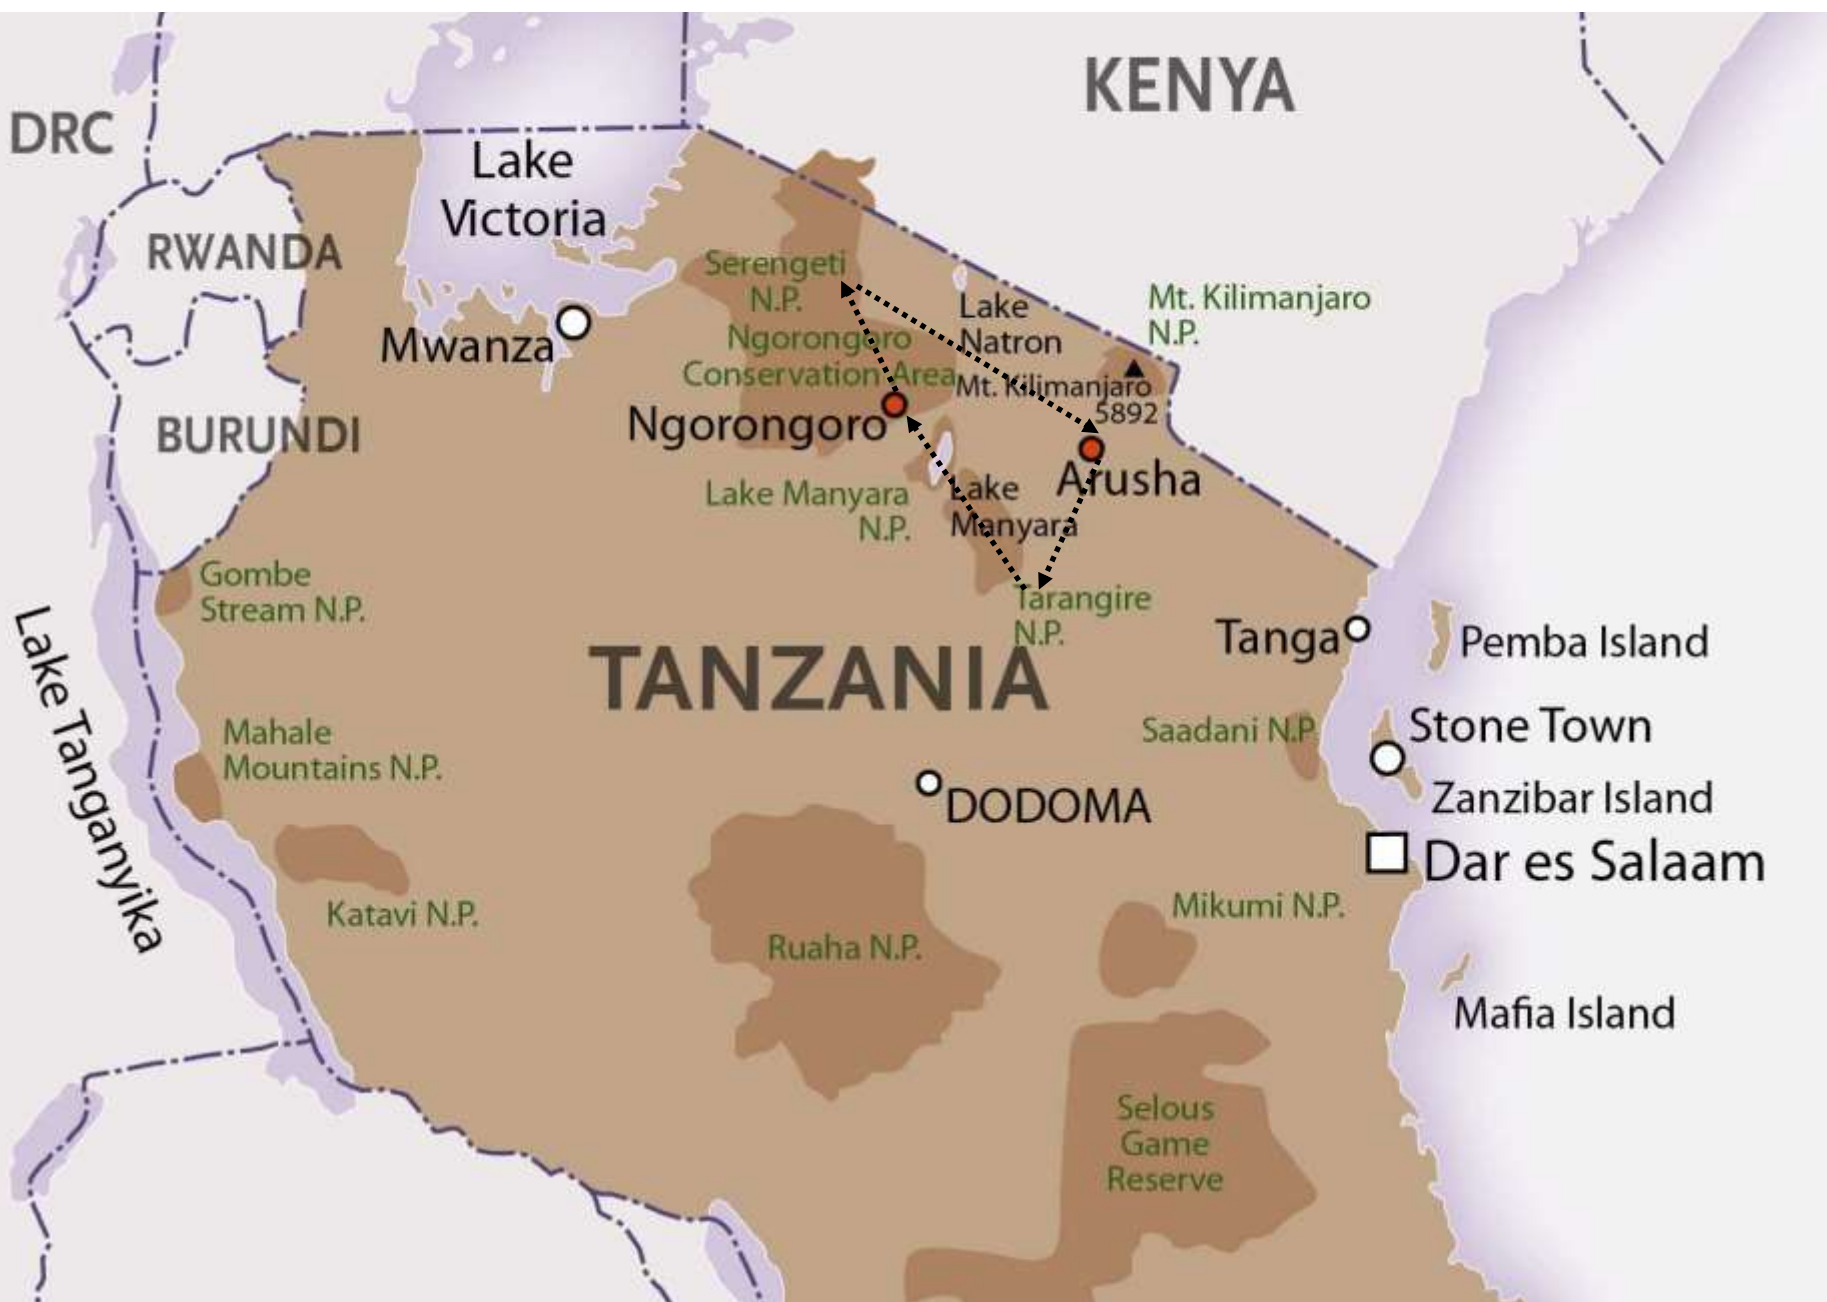 KENYA
DRC
Lake
Victoria
RWANDA
Serengeti
N.P.
Mt. Kilimanjaro
N.P.
Lake
Natron
Mwanza
Ngorongoro
Conservation Area
Mt. Kilimanjaro
5892
Ngorongoro
BURUNDI
Arusha
Lake Manyara
N.P.
Lake
Manyara
Gombe
Stream N.P.
Tarangire
N.P.
Tanga
Pemba Island
Lake Tanganyika
TANZANIA
Mahale
Mountains N.P.
Saadani N.P
Stone Town
Zanzibar Island
DODOMA
Dar es Salaam
Katavi N.P.
Ruaha N.P.
Mikumi N.P.
Mafia Island
Selous
Game
Reserve